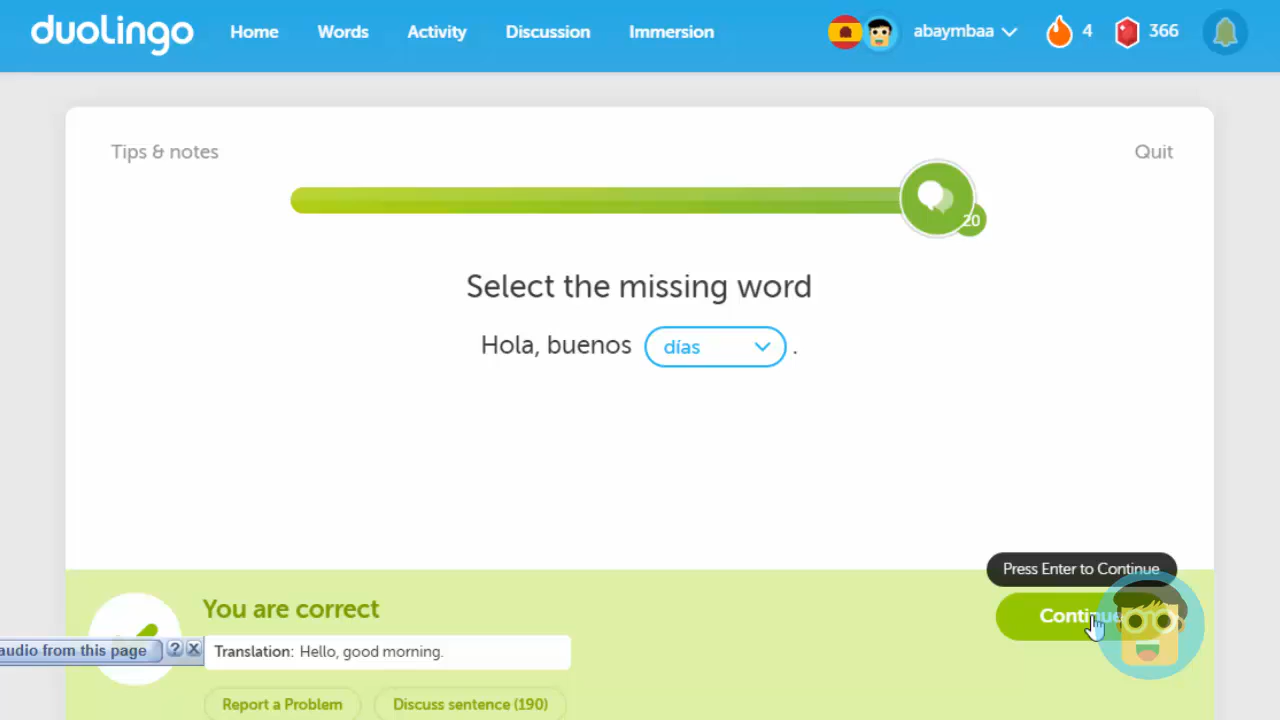 duolingo Home Words Activity Discussion Immersion abaymbaa 4 366
Tips & notes Quit
20
Select the missing word
Hola, buenos días .
Press Enter to Continue
You are correct Continue
audio from this page ? X Translation: Hello, good morning.
Report a Problem Discuss sentence (190)